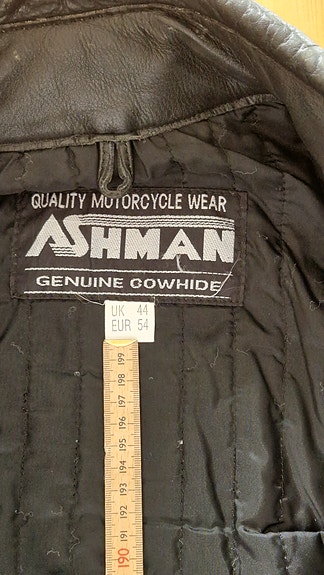 QUALITY MOTORCYCLE WEAR
ASHMAN
GENUINE COWHIDE
UK 44
EUR 54
199
198
197
196
195
194
193
192
191
190